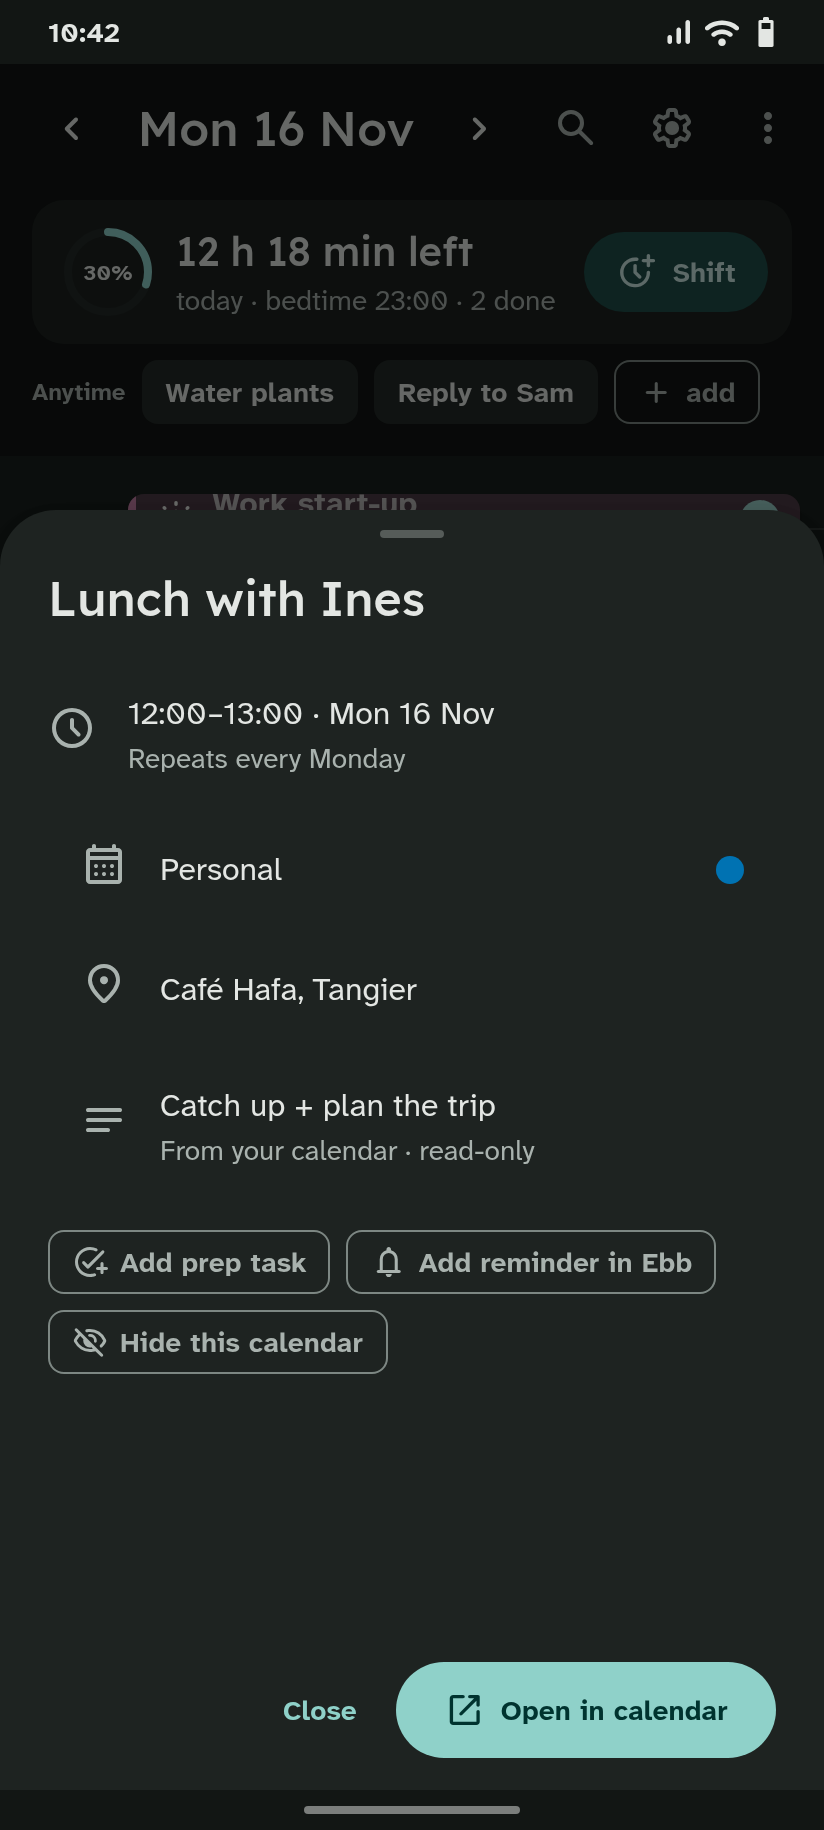 10:42
Mon 16 Nov
30%
12 h 18 min left
today · bedtime 23:00 · 2 done
Shift
Anytime
Water plants
Reply to Sam
add
Work start-up
Lunch with Ines
12:00–13:00 · Mon 16 Nov
Repeats every Monday
Personal
Café Hafa, Tangier
Catch up + plan the trip
From your calendar · read-only
Add prep task
Add reminder in Ebb
Hide this calendar
Close
Open in calendar